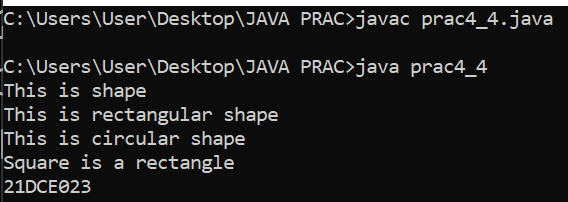 C:\Users\User\Desktop\JAVA PRAC>javac prac4_4.java
C:\Users\User\Desktop\JAVA PRAC>java prac4_4
This is shape
This is rectangular shape
This is circular shape
Square is a rectangle
21DCE023